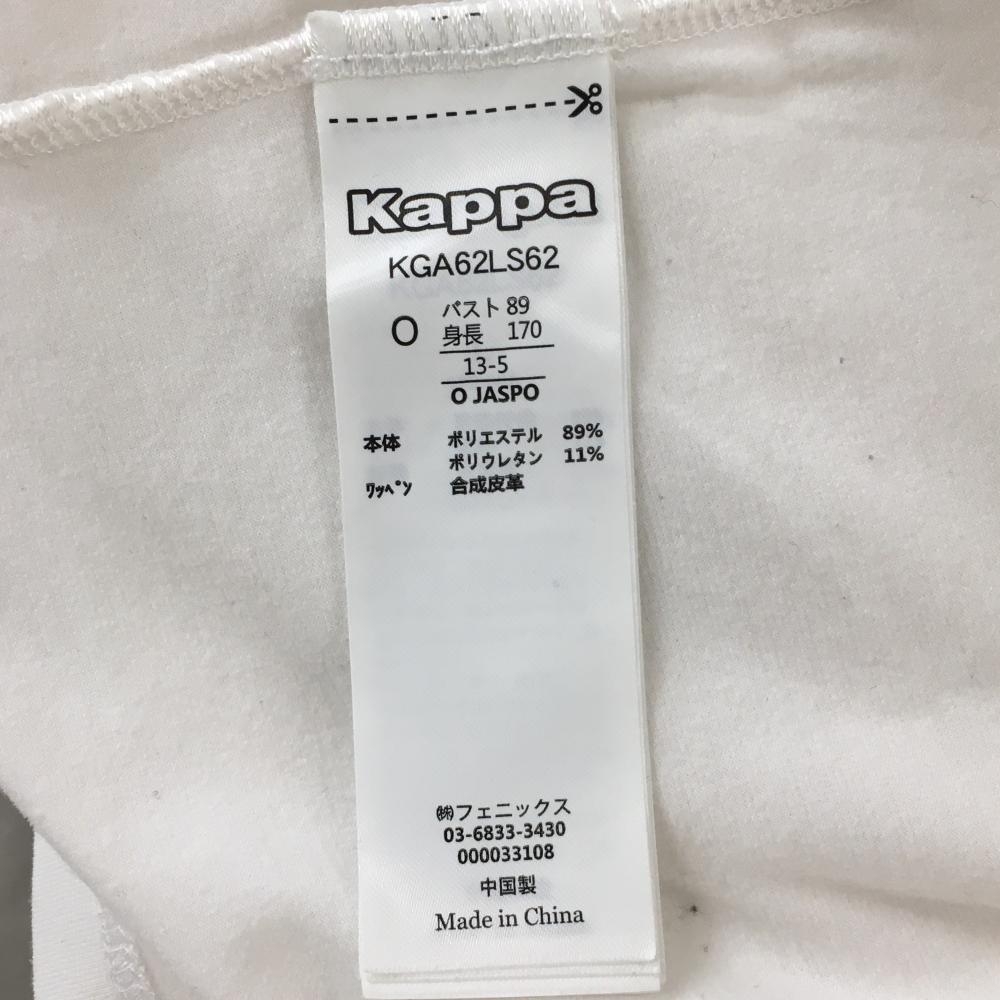 Kappa
KGA62LS62
O
バスト 89
身長 170
13-5
O JASPO
本体 ポリエステル 89%
ポリウレタン 11%
ﾜｯﾍﾟﾝ 合成皮革
㈱フェニックス
03-6833-3430
000033108
中国製
Made in China